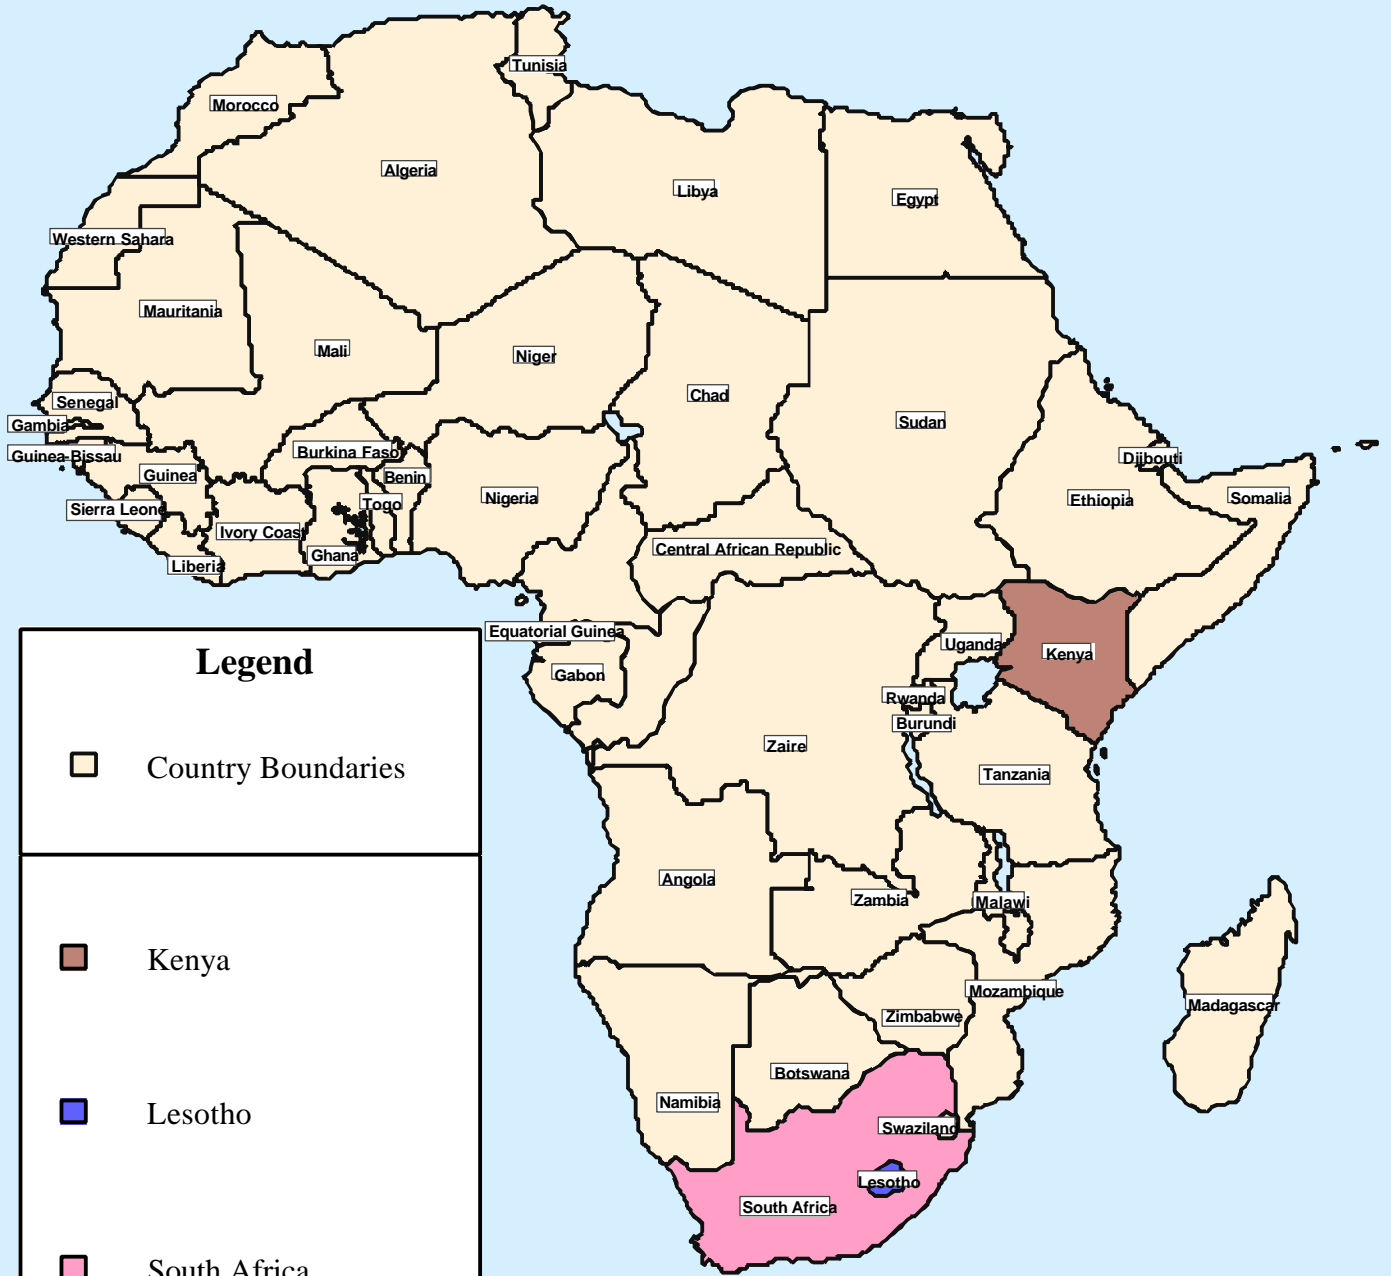 Tunisia
Morocco
Algeria
Libya
Egypt
Western Sahara
Mauritania
Mali
Niger
Chad
Sudan
Senegal
Gambia
Guinea-Bissau
Guinea
Sierra Leone
Liberia
Ivory Coast
Burkina Faso
Ghana
Togo
Benin
Nigeria
Djibouti
Ethiopia
Somalia
Central African Republic
Equatorial Guinea
Gabon
Uganda
Kenya
Rwanda
Burundi
Zaire
Tanzania
Angola
Zambia
Malawi
Mozambique
Madagascar
Zimbabwe
Botswana
Namibia
Swaziland
Lesotho
South Africa
Legend
Country Boundaries
Kenya
Lesotho
South Africa